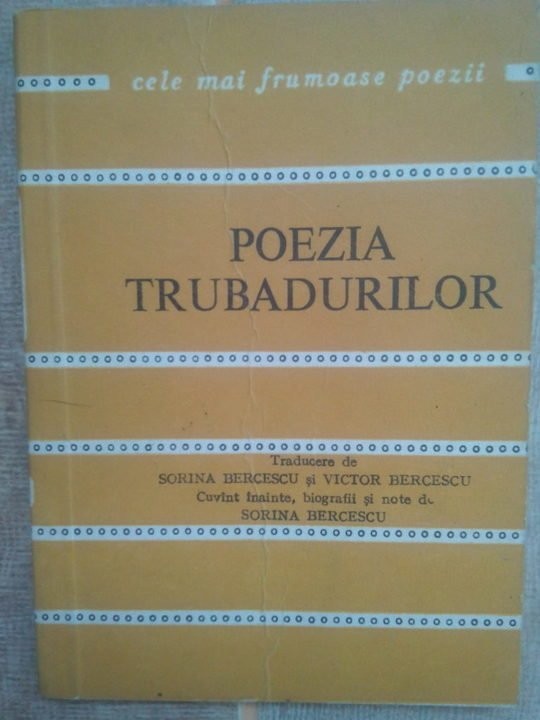 cele mai frumoase poezii
POEZIA
TRUBADURILOR
Traducere de
SORINA BERCESCU și VICTOR BERCESCU
Cuvînt înainte, biografii și note de
SORINA BERCESCU